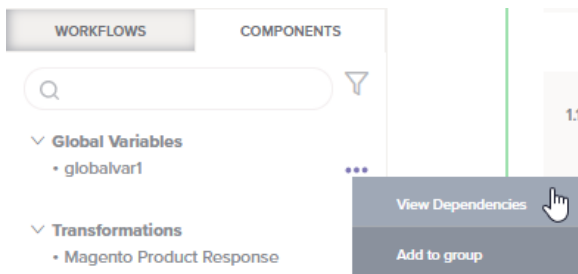 WORKFLOWS COMPONENTS
Global Variables
• globalvar1
View Dependencies
Transformations
• Magento Product Response
Add to group